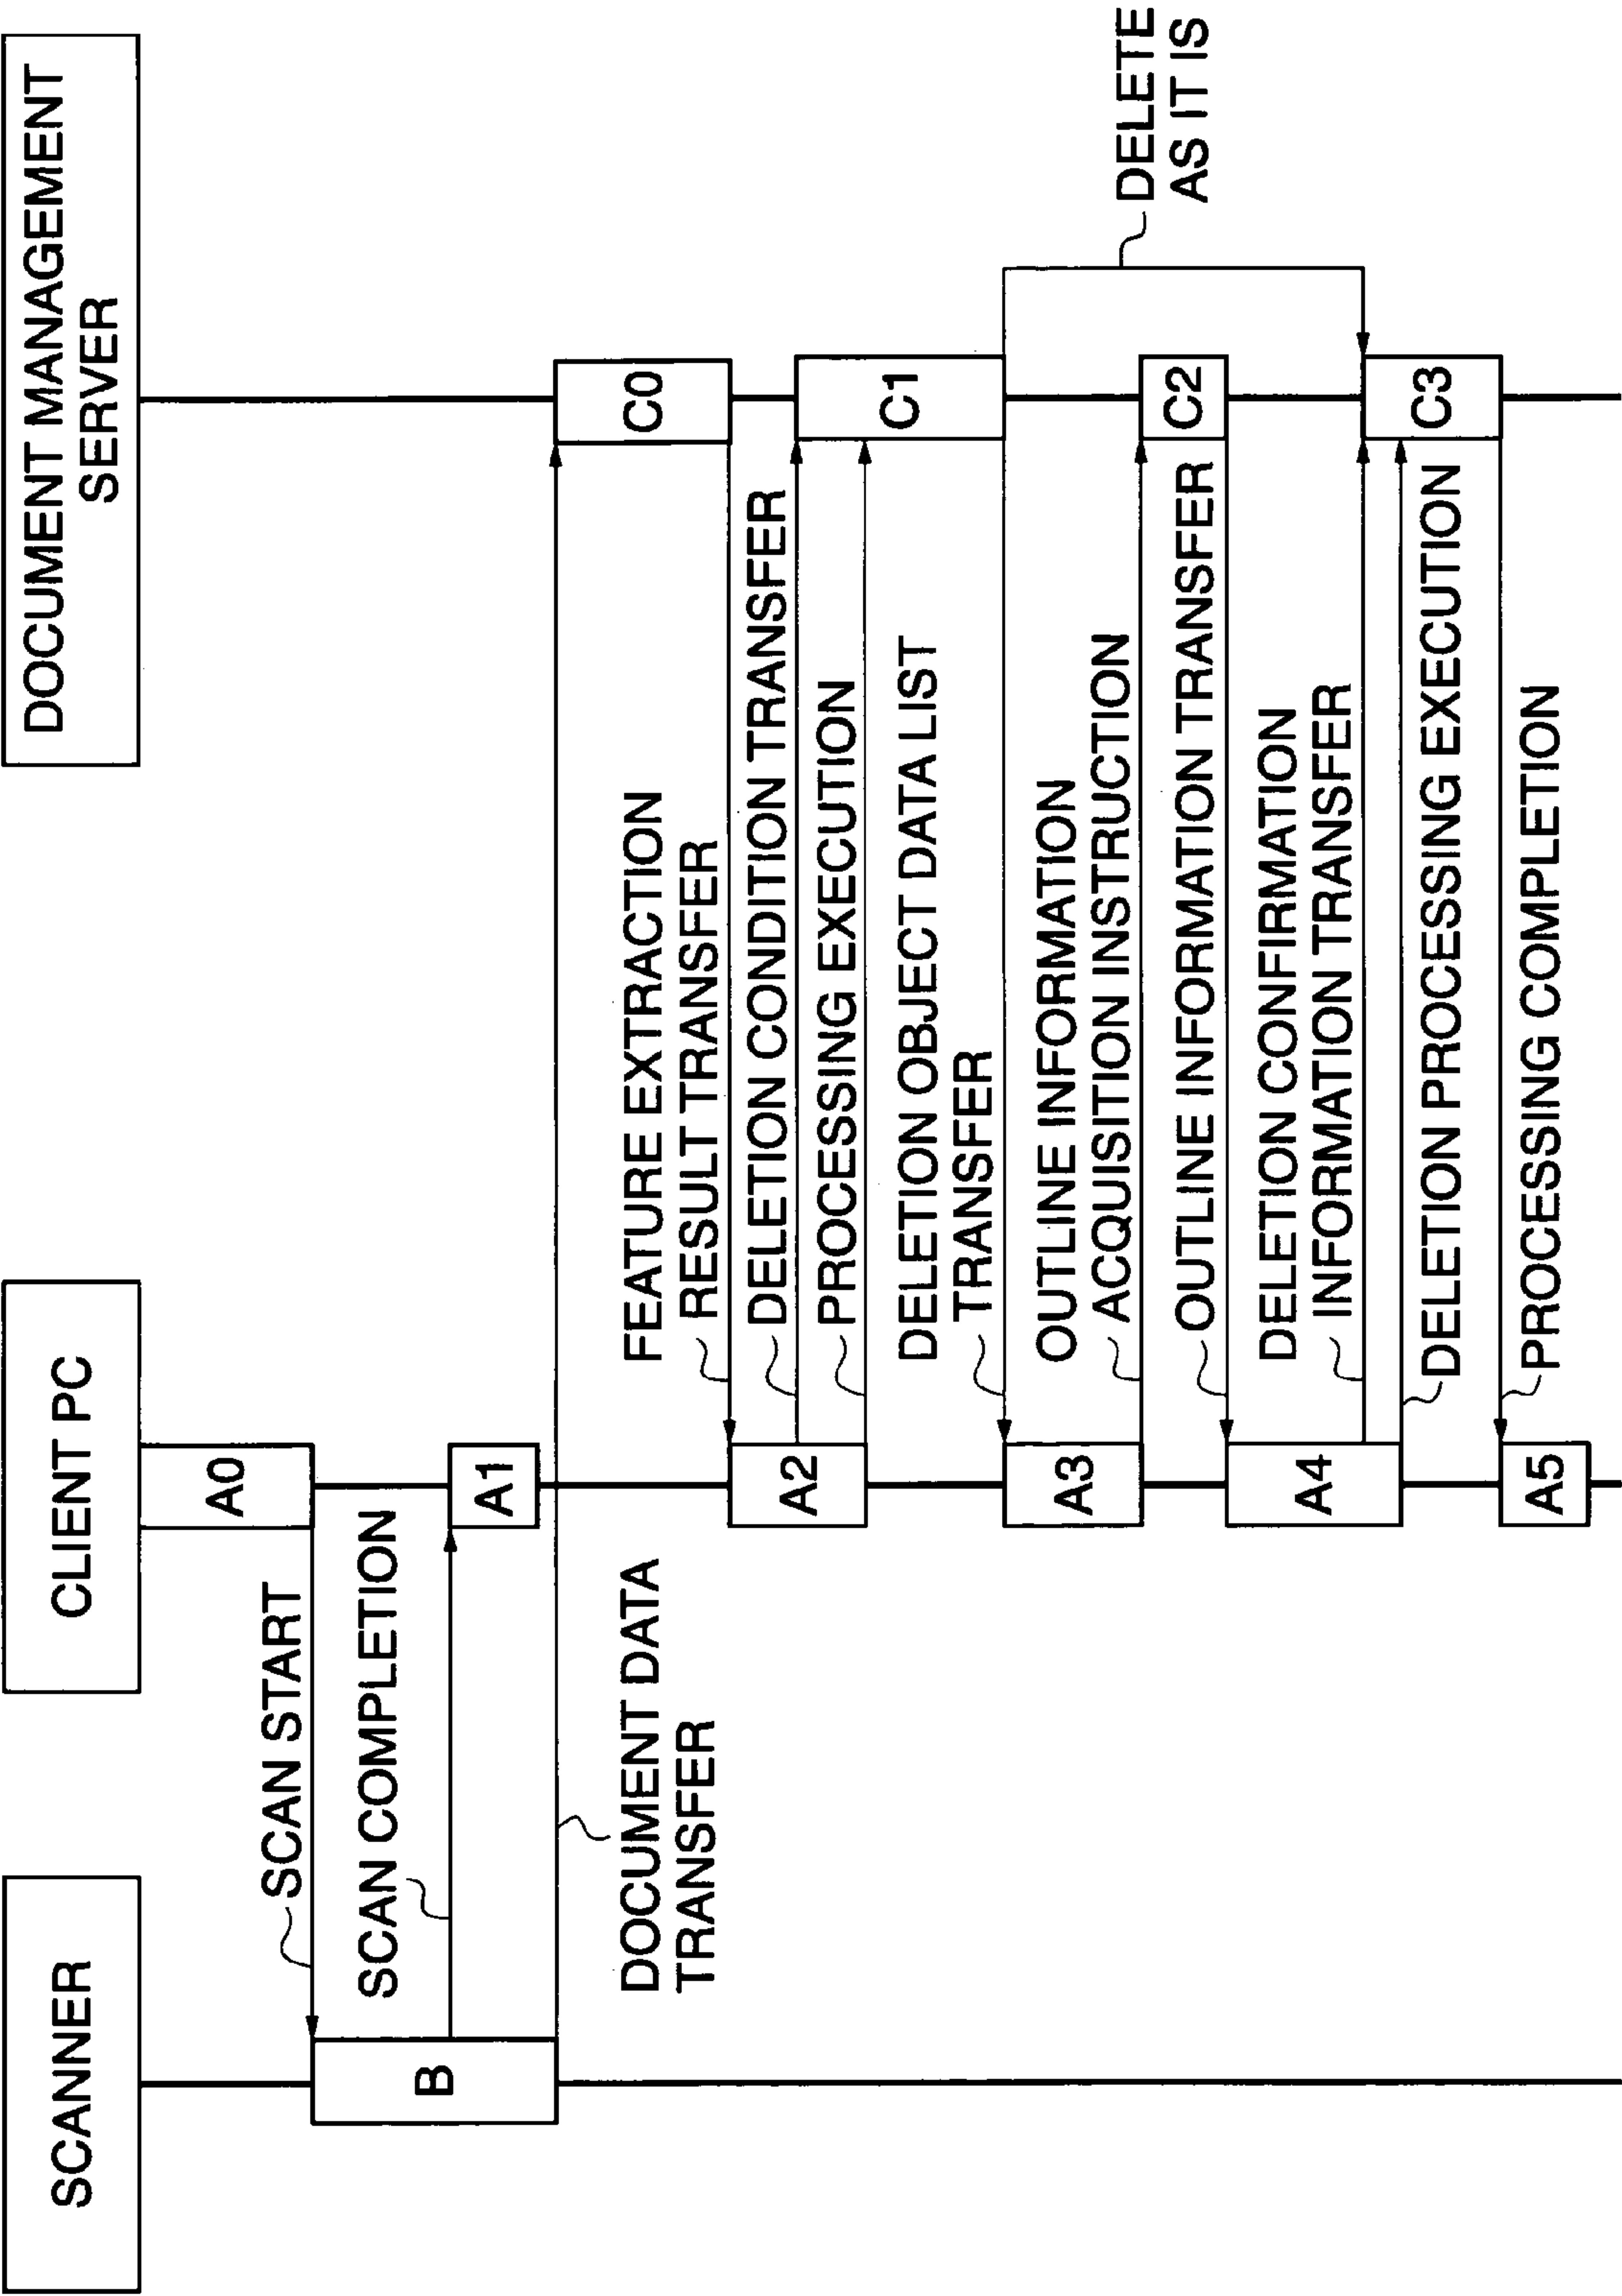 SCANNER
CLIENT PC
DOCUMENT MANAGEMENT
SERVER
A0
SCAN START
B
SCAN COMPLETION
A1
DOCUMENT DATA
TRANSFER
C0
FEATURE EXTRACTION
RESULT TRANSFER
A2
DELETION CONDITION TRANSFER
PROCESSING EXECUTION
C1
DELETION OBJECT DATA LIST
TRANSFER
DELETE
AS IT IS
A3
OUTLINE INFORMATION
ACQUISITION INSTRUCTION
C2
OUTLINE INFORMATION TRANSFER
A4
DELETION CONFIRMATION
INFORMATION TRANSFER
C3
DELETION PROCESSING EXECUTION
PROCESSING COMPLETION
A5